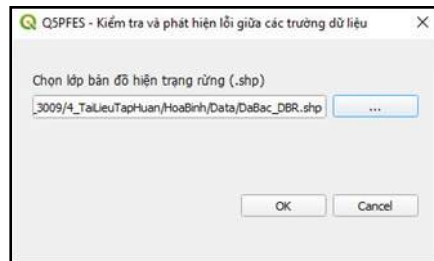 Q5PFES - Kiểm tra và phát hiện lỗi giữa các trường dữ liệu
Chọn lớp bản đồ hiện trạng rừng (.shp)
_3009/4_TaiLieuTapHuan/HoaBinh/Data/DaBac_DBR.shp ...
OK Cancel